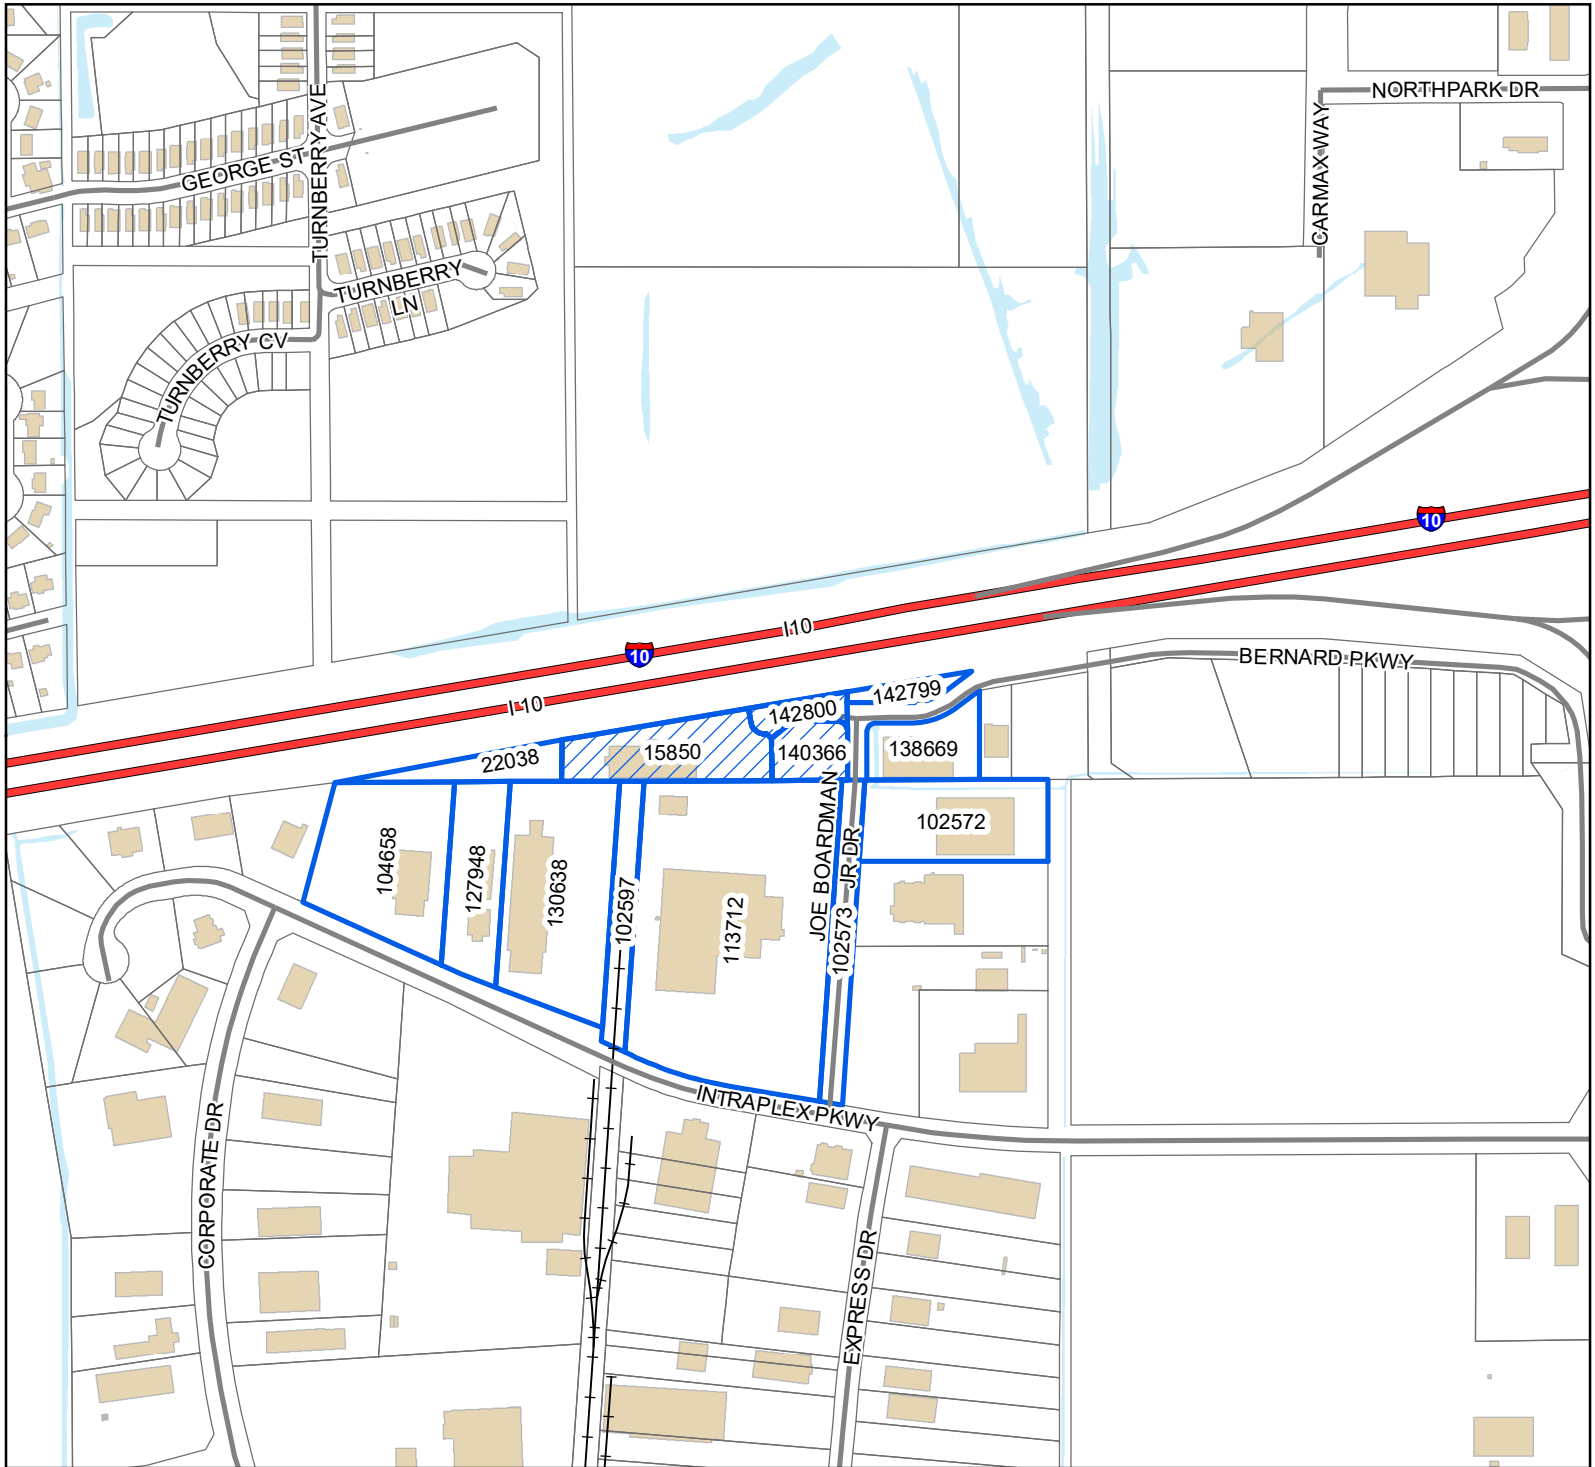 NORTHPARK DR
CARMAX WAY
TURNBERRY AVE
GEORGE ST
TURNBERRY
LN
TURNBERRY CV
10
I 10
10
I 10
BERNARD PKWY
142799
142800
22038
15850
140366
138669
102572
JOE BOARDMAN
JR DR
104658
127948
130638
102597
113712
102573
INTRAPLEX PKWY
CORPORATE DR
EXPRESS DR